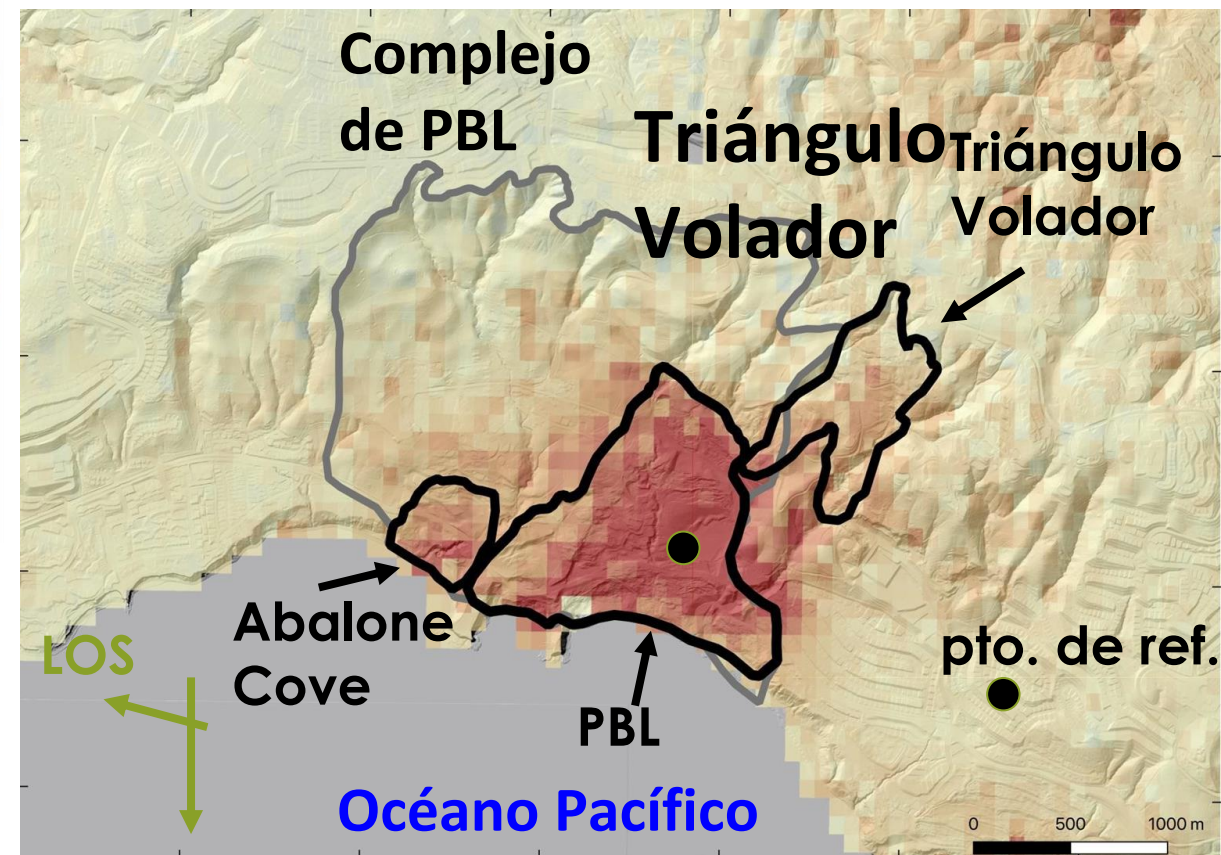 Complejo
de PBL
Triángulo
Volador
Triángulo
Volador
Abalone
Cove
LOS
PBL
pto. de ref.
Océano Pacífico
0 500 1000 m